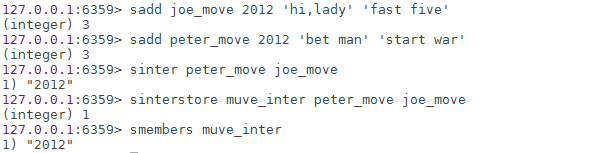 127.0.0.1:6359> sadd joe_move 2012 'hi,lady' 'fast five'
(integer) 3
127.0.0.1:6359> sadd peter_move 2012 'bet man' 'start war'
(integer) 3
127.0.0.1:6359> sinter peter_move joe_move
1) "2012"
127.0.0.1:6359> sinterstore muve_inter peter_move joe_move
(integer) 1
127.0.0.1:6359> smembers muve_inter
1) "2012"